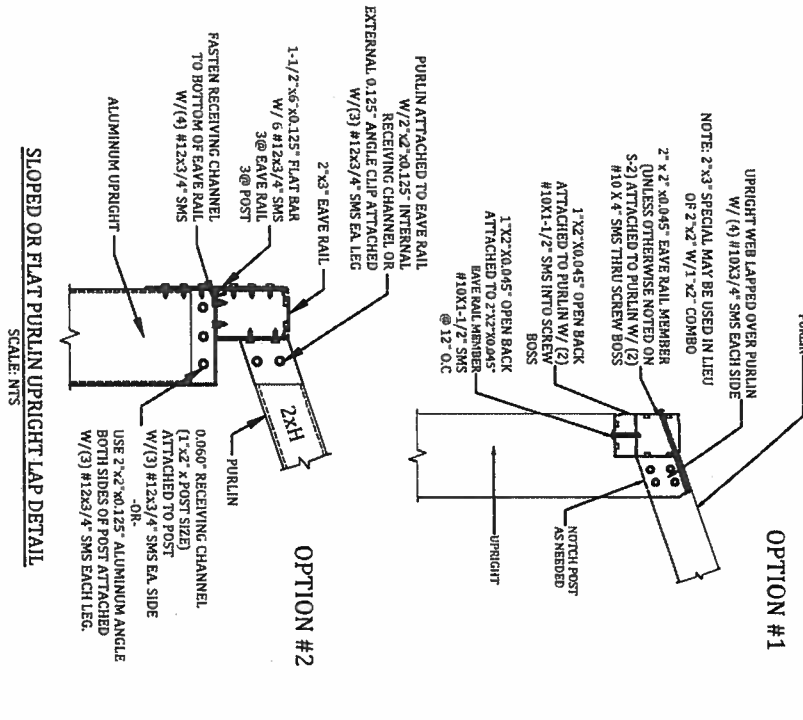 PURLIN
UPRIGHT WEB LAPPED OVER PURLIN
W/ (4) #10X3/4" SMS EACH SIDE
NOTE: 2"x3" SPECIAL MAY BE USED IN LIEU
OF 2"x2" W/1"x2" COMBO
2" x 2" x0.045" EAVE RAIL MEMBER
(UNLESS OTHERWISE NOTED ON
S-2) ATTACHED TO PURLIN W/ (2)
#10 X 4" SMS THRU SCREW BOSS
1"X2"X0.045" OPEN BACK
ATTACHED TO PURLIN W/ (2)
#10X1-1/2" SMS INTO SCREW
BOSS
1"X2"X0.045" OPEN BACK
ATTACHED TO 2"X2"X0.045"
EAVE RAIL MEMBER
#10X1-1/2" SMS
@ 12" O.C
OPTION #1
NOTCH POST
AS NEEDED
UPRIGHT
PURLIN ATTACHED TO EAVE RAIL
W/2"x2"x0.125" INTERNAL
RECEIVING CHANNEL OR
EXTERNAL 0.125" ANGLE CLIP ATTACHED
W/(3) #12x3/4" SMS EA LEG
2"x3" EAVE RAIL
1-1/2"x6"x0.125" FLAT BAR
W/ 6 #12x3/4" SMS
3@ EAVE RAIL
3@ POST
FASTEN RECEIVING CHANNEL
TO BOTTOM OF EAVE RAIL
W/(4) #12x3/4" SMS
ALUMINUM UPRIGHT
2xH
PURLIN
OPTION #2
0.060" RECEIVING CHANNEL
(1"x2" x POST SIZE)
ATTACHED TO POST
W/(3) #12x3/4" SMS EA. SIDE
-OR-
USE 2"x2"x0.125" ALUMINUM ANGLE
BOTH SIDES OF POST ATTACHED
W/(3) #12x3/4" SMS EACH LEG.
SLOPED OR FLAT PURLIN UPRIGHT LAP DETAIL
SCALE: NTS